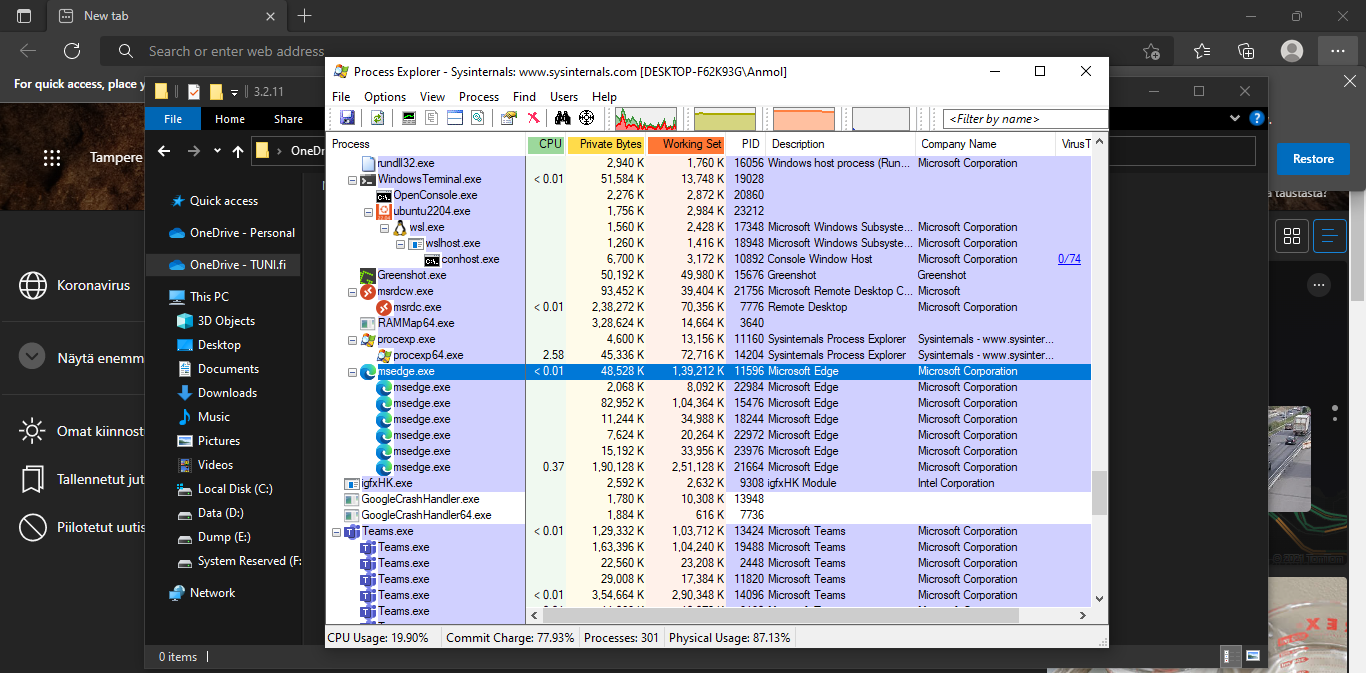 New tab
Search or enter web address
For quick access, place y
Restore
Tampere
Koronavirus
Näytä enemm
Omat kiinnost
Tallennetut jut
Piilotetut uutis
taustasta?
3.2.11
File Home Share
OneDr
Quick access
OneDrive - Personal
OneDrive - TUNI.fi
This PC
3D Objects
Desktop
Documents
Downloads
Music
Pictures
Videos
Local Disk (C:)
Data (D:)
Dump (E:)
System Reserved (F:
Network
0 items
Process Explorer - Sysinternals: www.sysinternals.com [DESKTOP-F62K93G\Anmol]
File Options View Process Find Users Help
<Filter by name>
Process CPU Private Bytes Working Set PID Description Company Name VirusT
rundll32.exe 2,940 K 1,760 K 16056 Windows host process (Run... Microsoft Corporation
WindowsTerminal.exe < 0.01 51,584 K 13,748 K 19028
OpenConsole.exe 2,276 K 2,872 K 20860
ubuntu2204.exe 1,756 K 2,984 K 23212
wsl.exe 1,560 K 2,428 K 17348 Microsoft Windows Subsyste... Microsoft Corporation
wslhost.exe 1,260 K 1,416 K 18948 Microsoft Windows Subsyste... Microsoft Corporation
conhost.exe 6,700 K 3,172 K 10892 Console Window Host Microsoft Corporation 0/74
Greenshot.exe 50,192 K 49,980 K 15676 Greenshot Greenshot
msrdcw.exe 93,452 K 39,404 K 21756 Microsoft Remote Desktop C... Microsoft
msrdc.exe < 0.01 2,38,272 K 70,356 K 7776 Remote Desktop Microsoft Corporation
RAMMap64.exe 3,28,624 K 14,664 K 3640
procexp.exe 4,600 K 13,156 K 11160 Sysinternals Process Explorer Sysinternals - www.sysinter...
procexp64.exe 2.58 45,336 K 72,716 K 14204 Sysinternals Process Explorer Sysinternals - www.sysinter...
msedge.exe < 0.01 48,528 K 1,39,212 K 11596 Microsoft Edge Microsoft Corporation
msedge.exe 2,068 K 8,092 K 22984 Microsoft Edge Microsoft Corporation
msedge.exe 82,952 K 1,04,364 K 15476 Microsoft Edge Microsoft Corporation
msedge.exe 11,244 K 34,988 K 18244 Microsoft Edge Microsoft Corporation
msedge.exe 7,624 K 20,264 K 22972 Microsoft Edge Microsoft Corporation
msedge.exe 15,192 K 33,956 K 23976 Microsoft Edge Microsoft Corporation
msedge.exe 0.37 1,90,128 K 2,51,128 K 21664 Microsoft Edge Microsoft Corporation
igfxHK.exe 2,592 K 2,632 K 9308 igfxHK Module Intel Corporation
GoogleCrashHandler.exe 1,780 K 10,308 K 13948
GoogleCrashHandler64.exe 1,884 K 616 K 7736
Teams.exe < 0.01 1,29,332 K 1,03,712 K 13424 Microsoft Teams Microsoft Corporation
Teams.exe 1,63,396 K 1,04,240 K 19488 Microsoft Teams Microsoft Corporation
Teams.exe 22,560 K 23,208 K 2448 Microsoft Teams Microsoft Corporation
Teams.exe 29,008 K 17,384 K 11820 Microsoft Teams Microsoft Corporation
Teams.exe < 0.01 3,54,664 K 2,90,348 K 14096 Microsoft Teams Microsoft Corporation
Teams.exe
CPU Usage: 19.90% Commit Charge: 77.93% Processes: 301 Physical Usage: 87.13%